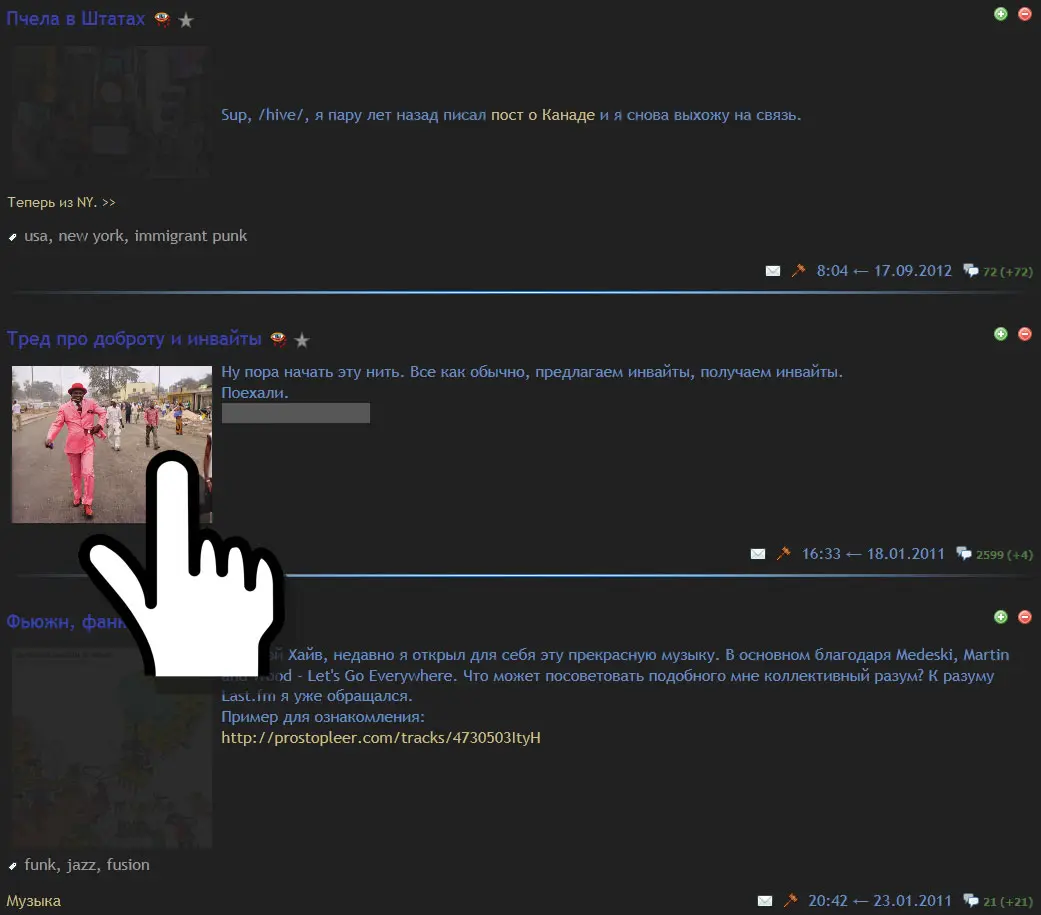 Пчела в Штатах
Sup, /hive/, я пару лет назад писал пост о Канаде и я снова выхожу на связь.
Теперь из NY. >>
usa, new york, immigrant punk
8:04 ← 17.09.2012 72 (+72)
Тред про доброту и инвайты
Ну пора начать эту нить. Все как обычно, предлагаем инвайты, получаем инвайты.
Поехали.
16:33 ← 18.01.2011 2599 (+4)
Фьюжн,
Хайв, недавно я открыл для себя эту прекрасную музыку. В основном благодаря Medeski, Martin
and Wood - Let's Go Everywhere. Что может посоветовать подобного мне коллективный разум? К разуму
Last.fm я уже обращался.
Пример для ознакомления:
http://prostopleer.com/tracks/4730503ItyH
funk, jazz, fusion
Музыка
20:42 ← 23.01.2011 21 (+21)